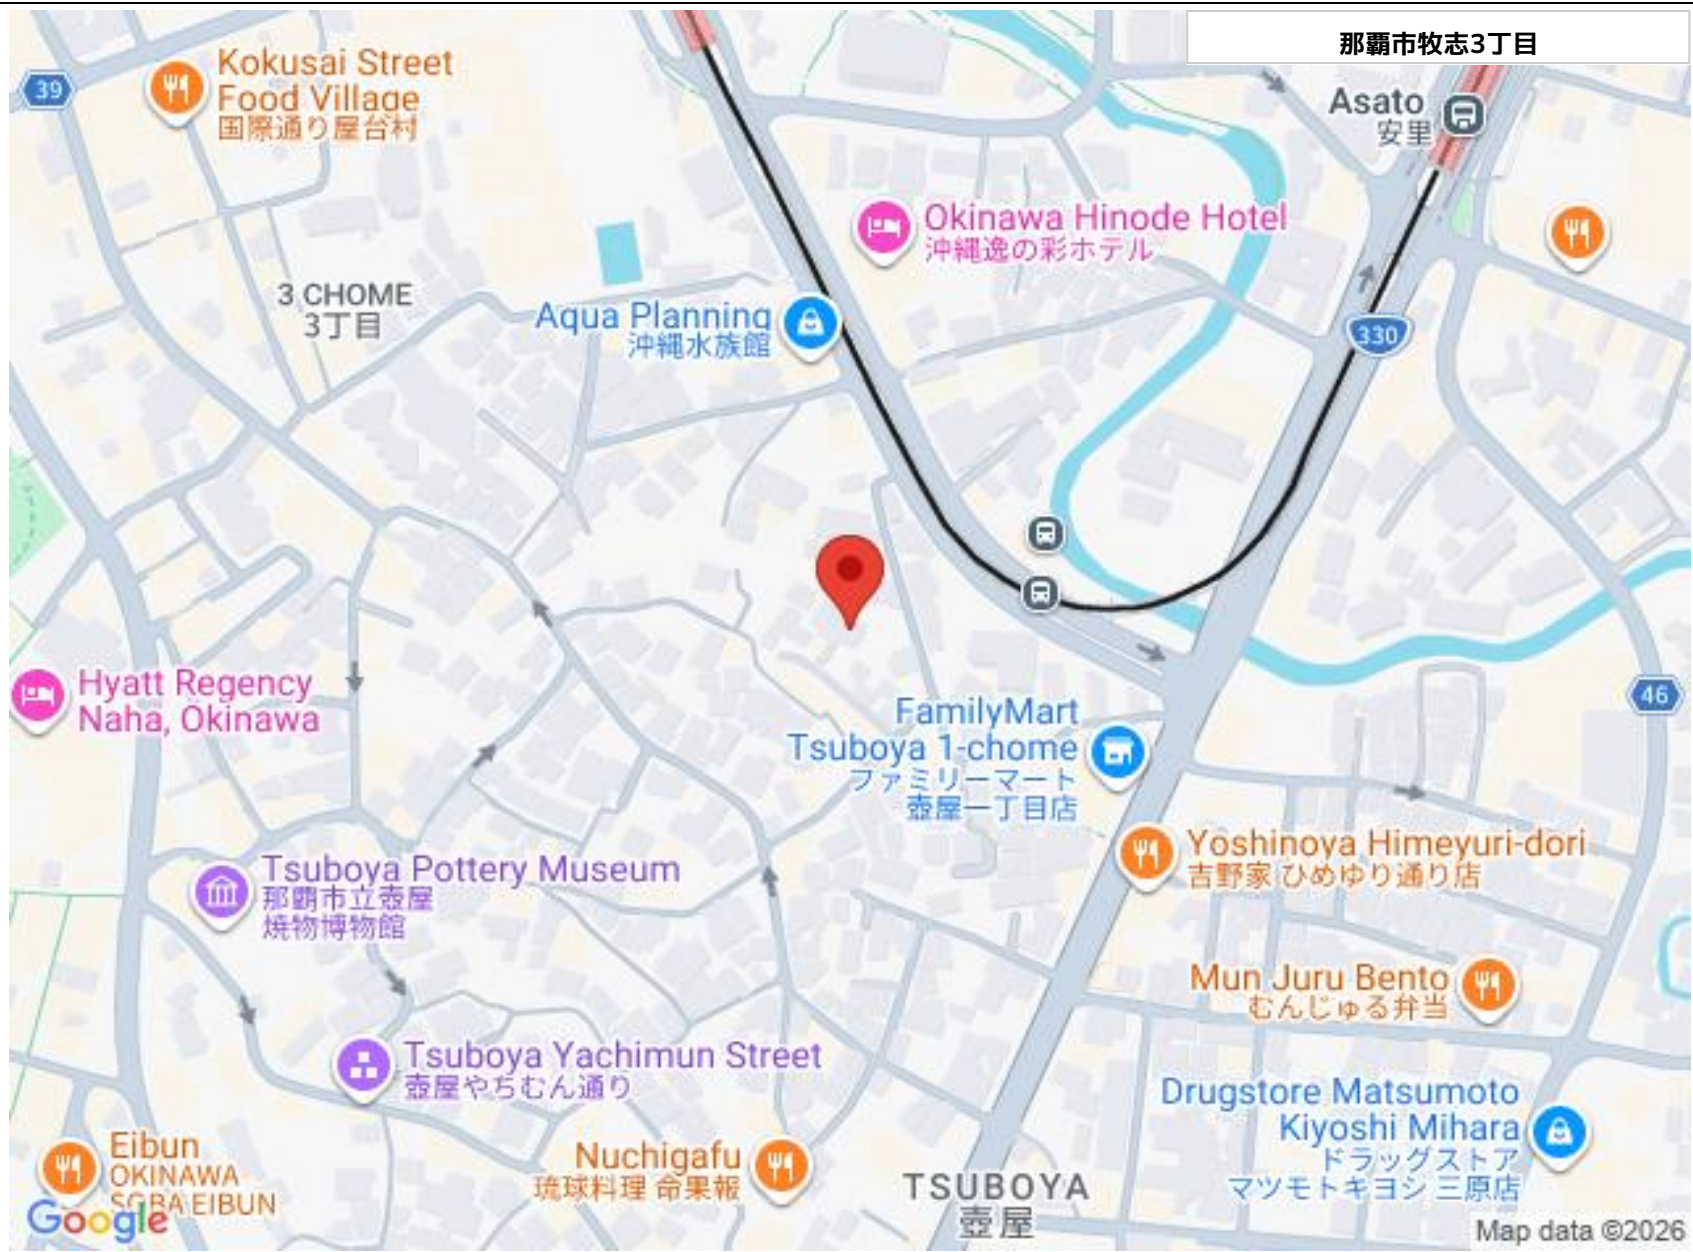 那覇市牧志3丁目
39
Kokusai Street
Food Village
国際通り屋台村
Asato
安里
Okinawa Hinode Hotel
沖縄逸の彩ホテル
3 CHOME
3丁目
Aqua Planning
沖縄水族館
330
Hyatt Regency
Naha, Okinawa
46
FamilyMart
Tsuboya 1-chome
ファミリーマート
壺屋一丁目店
Yoshinoya Himeyuri-dori
吉野家 ひめゆり通り店
Tsuboya Pottery Museum
那覇市立壺屋
焼物博物館
Mun Juru Bento
むんじゅる弁当
Tsuboya Yachimun Street
壺屋やちむん通り
Drugstore Matsumoto
Kiyoshi Mihara
ドラッグストア
マツモトキヨシ 三原店
Eibun
OKINAWA
SOBA EIBUN
Nuchigafu
琉球料理 命果報
TSUBOYA
壺屋
Google
Map data ©2026